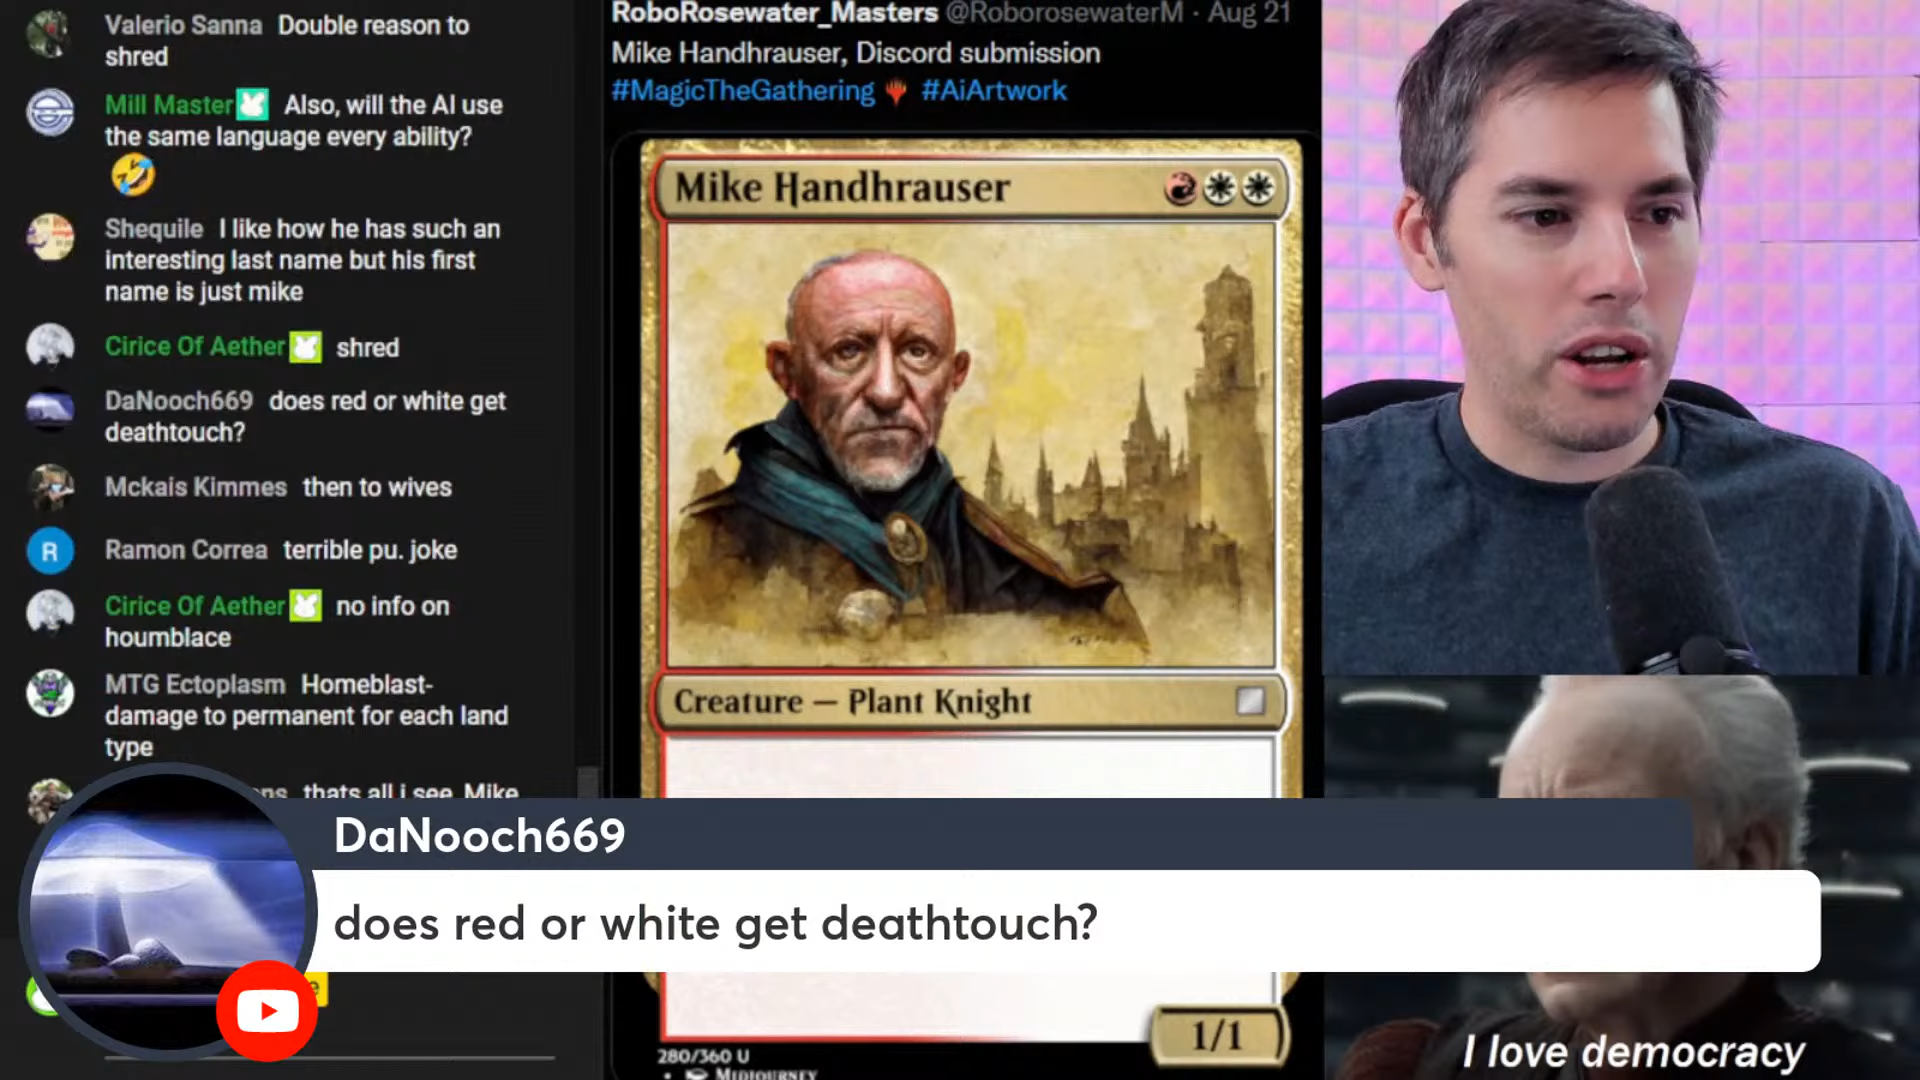 Valerio Sanna Double reason to
shred
Mill Master Also, will the AI use
the same language every ability?
Shequile I like how he has such an
interesting last name but his first
name is just mike
Cirice Of Aether shred
DaNooch669 does red or white get
deathtouch?
Mckais Kimmes then to wives
R
Ramon Correa terrible pu. joke
Cirice Of Aether no info on
houmblace
MTG Ectoplasm Homeblast-
damage to permanent for each land
type
thats all i see, Mike
RoboRosewater_Masters @RoborosewaterM · Aug 21
Mike Handhrauser, Discord submission
#MagicTheGathering #AiArtwork
Mike Handhrauser
Creature — Plant Knight
1/1
280/360 U
MIDJOURNEY
DaNooch669
does red or white get deathtouch?
I love democracy